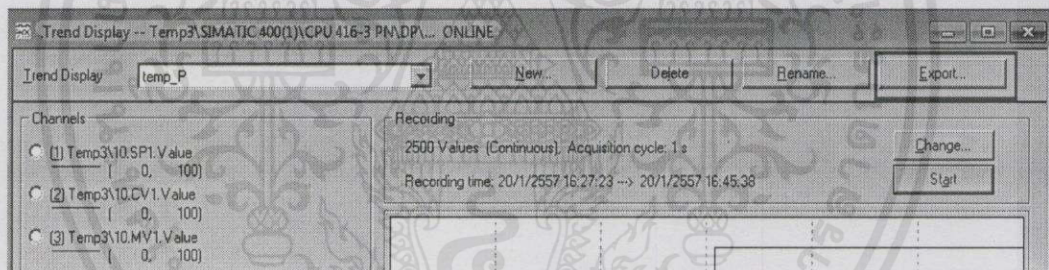 Trend Display -- Temp3\SIMATIC 400(1)\CPU 416-3 PN\DP\... ONLINE
Trend Display temp_P New... Delete Rename... Export...
Channels
(1) Temp3\10.SP1.Value
( 0, 100)
(2) Temp3\10.CV1.Value
( 0, 100)
(3) Temp3\10.MV1.Value
( 0, 100)
Recording
2500 Values (Continuous), Acquisition cycle: 1 s
Change...
Recording time: 20/1/2557 16:27:23 ---> 20/1/2557 16:45:38
Start